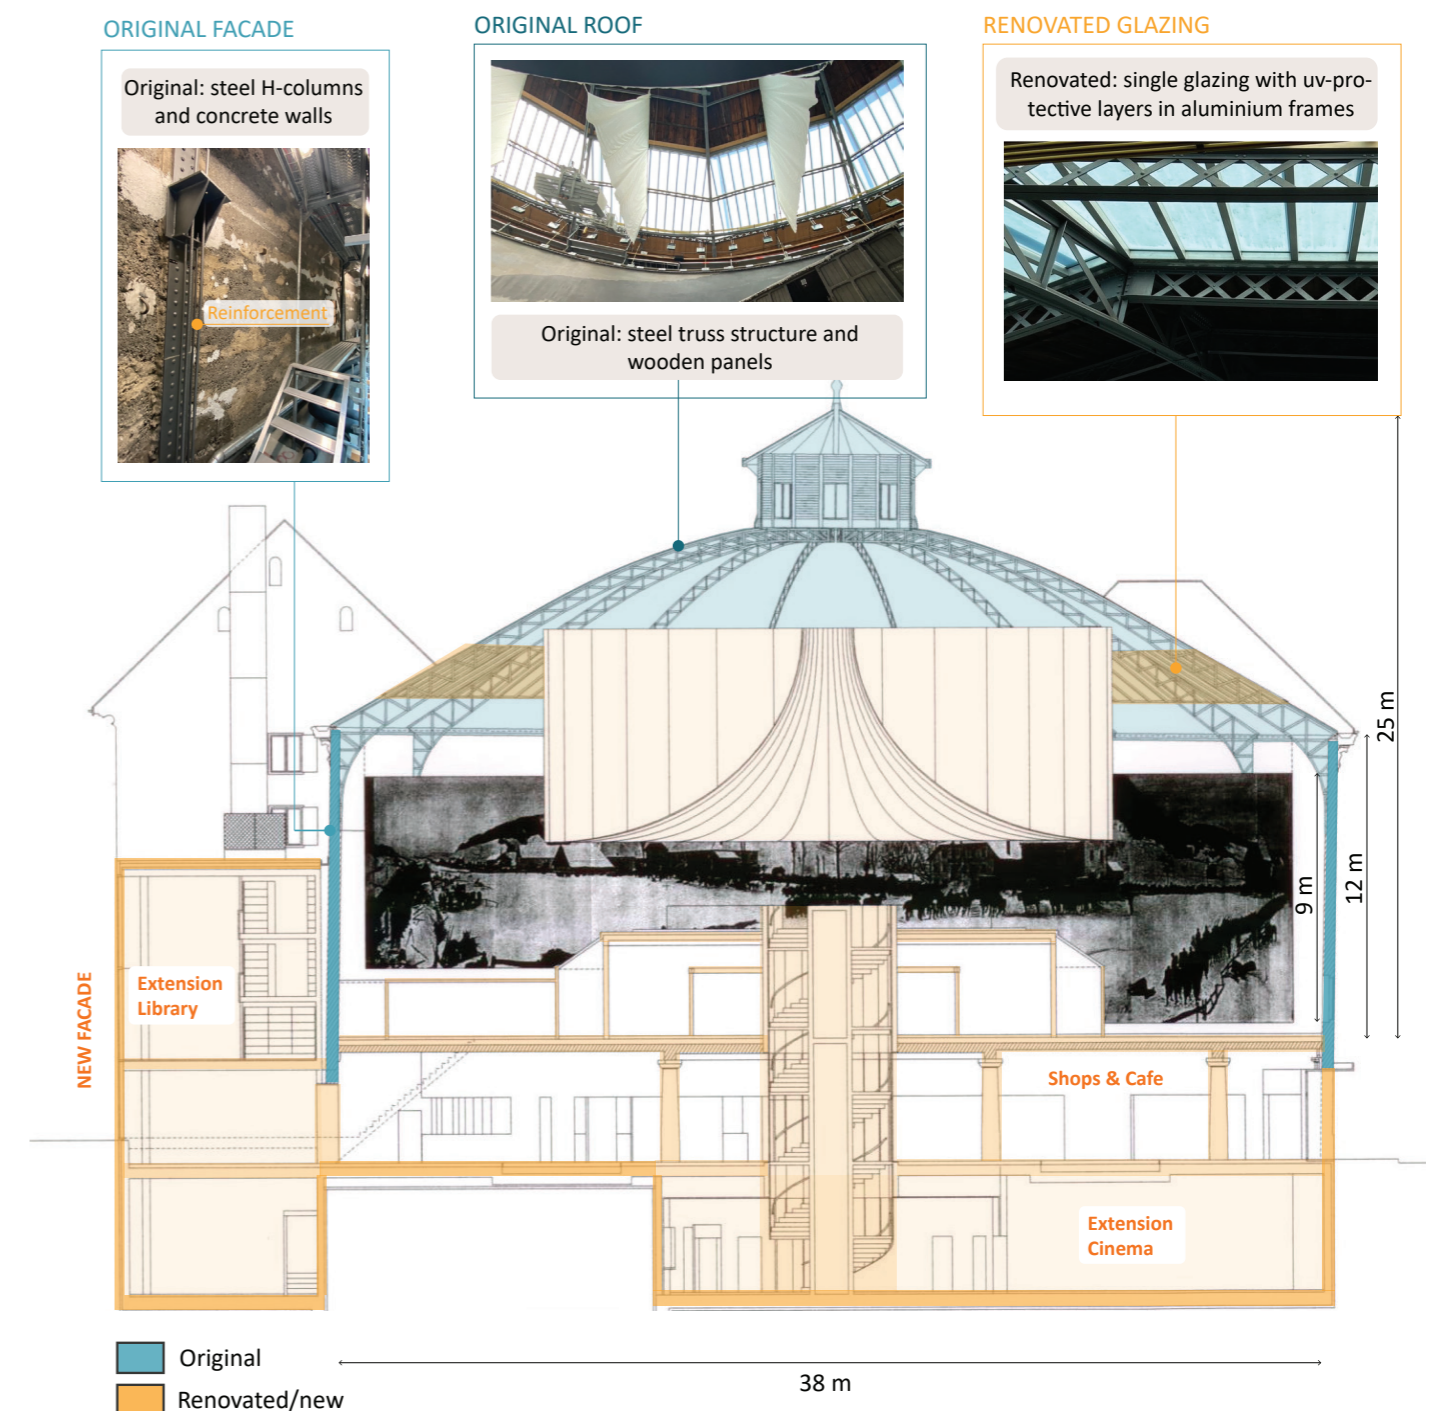 ORIGINAL FACADE
Original: steel H-columns
and concrete walls
Reinforcement
ORIGINAL ROOF
Original: steel truss structure and
wooden panels
RENOVATED GLAZING
Renovated: single glazing with uv-pro-
tective layers in aluminium frames
25 m
12 m
9 m
NEW FACADE
Extension
Library
Shops & Cafe
Extension
Cinema
Original
Renovated/new
38 m